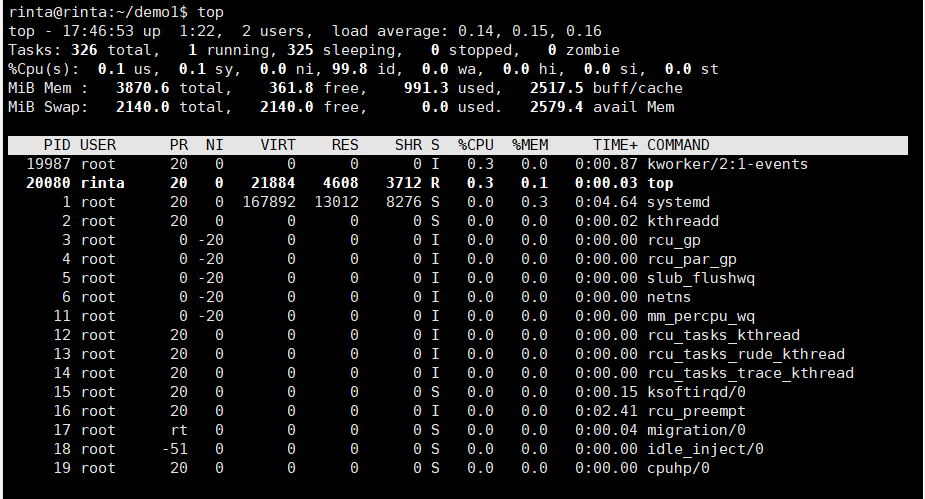 rinta@rinta:~/demo1$ top
top - 17:46:53 up  1:22,  2 users,  load average: 0.14, 0.15, 0.16
Tasks: 326 total,   1 running, 325 sleeping,   0 stopped,   0 zombie
%Cpu(s):  0.1 us,  0.1 sy,  0.0 ni, 99.8 id,  0.0 wa,  0.0 hi,  0.0 si,  0.0 st
MiB Mem :   3870.6 total,    361.8 free,    991.3 used,   2517.5 buff/cache
MiB Swap:   2140.0 total,   2140.0 free,      0.0 used.   2579.4 avail Mem
    PID USER      PR  NI    VIRT    RES    SHR S  %CPU  %MEM     TIME+ COMMAND
  19987 root      20   0       0      0      0 I   0.3   0.0   0:00.87 kworker/2:1-events
  20080 rinta     20   0   21884   4608   3712 R   0.3   0.1   0:00.03 top
      1 root      20   0  167892  13012   8276 S   0.0   0.3   0:04.64 systemd
      2 root      20   0       0      0      0 S   0.0   0.0   0:00.02 kthreadd
      3 root       0 -20       0      0      0 I   0.0   0.0   0:00.00 rcu_gp
      4 root       0 -20       0      0      0 I   0.0   0.0   0:00.00 rcu_par_gp
      5 root       0 -20       0      0      0 I   0.0   0.0   0:00.00 slub_flushwq
      6 root       0 -20       0      0      0 I   0.0   0.0   0:00.00 netns
     11 root       0 -20       0      0      0 I   0.0   0.0   0:00.00 mm_percpu_wq
     12 root      20   0       0      0      0 I   0.0   0.0   0:00.00 rcu_tasks_kthread
     13 root      20   0       0      0      0 I   0.0   0.0   0:00.00 rcu_tasks_rude_kthread
     14 root      20   0       0      0      0 I   0.0   0.0   0:00.00 rcu_tasks_trace_kthread
     15 root      20   0       0      0      0 S   0.0   0.0   0:00.15 ksoftirqd/0
     16 root      20   0       0      0      0 I   0.0   0.0   0:02.41 rcu_preempt
     17 root      rt   0       0      0      0 S   0.0   0.0   0:00.04 migration/0
     18 root     -51   0       0      0      0 S   0.0   0.0   0:00.00 idle_inject/0
     19 root      20   0       0      0      0 S   0.0   0.0   0:00.00 cpuhp/0